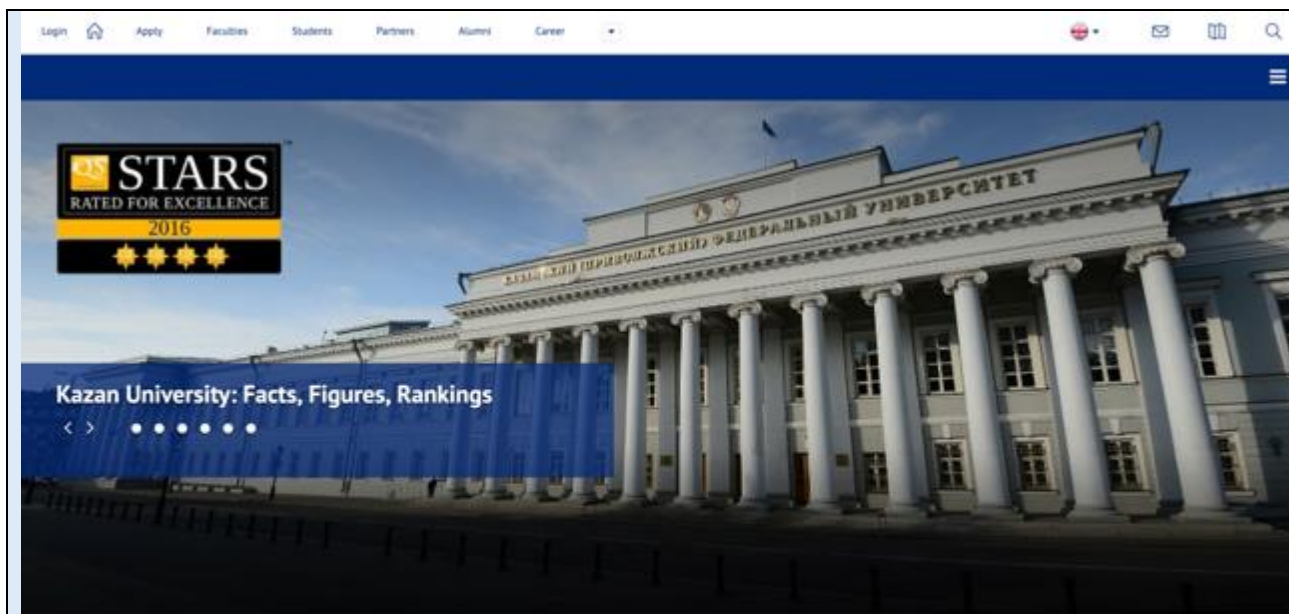 Login Apply Faculties Students Partners Alumni Career
QS STARS™
RATED FOR EXCELLENCE
2016
КАЗАНСКИЙ (ПРИВОЛЖСКИЙ) ФЕДЕРАЛЬНЫЙ УНИВЕРСИТЕТ
Kazan University: Facts, Figures, Rankings